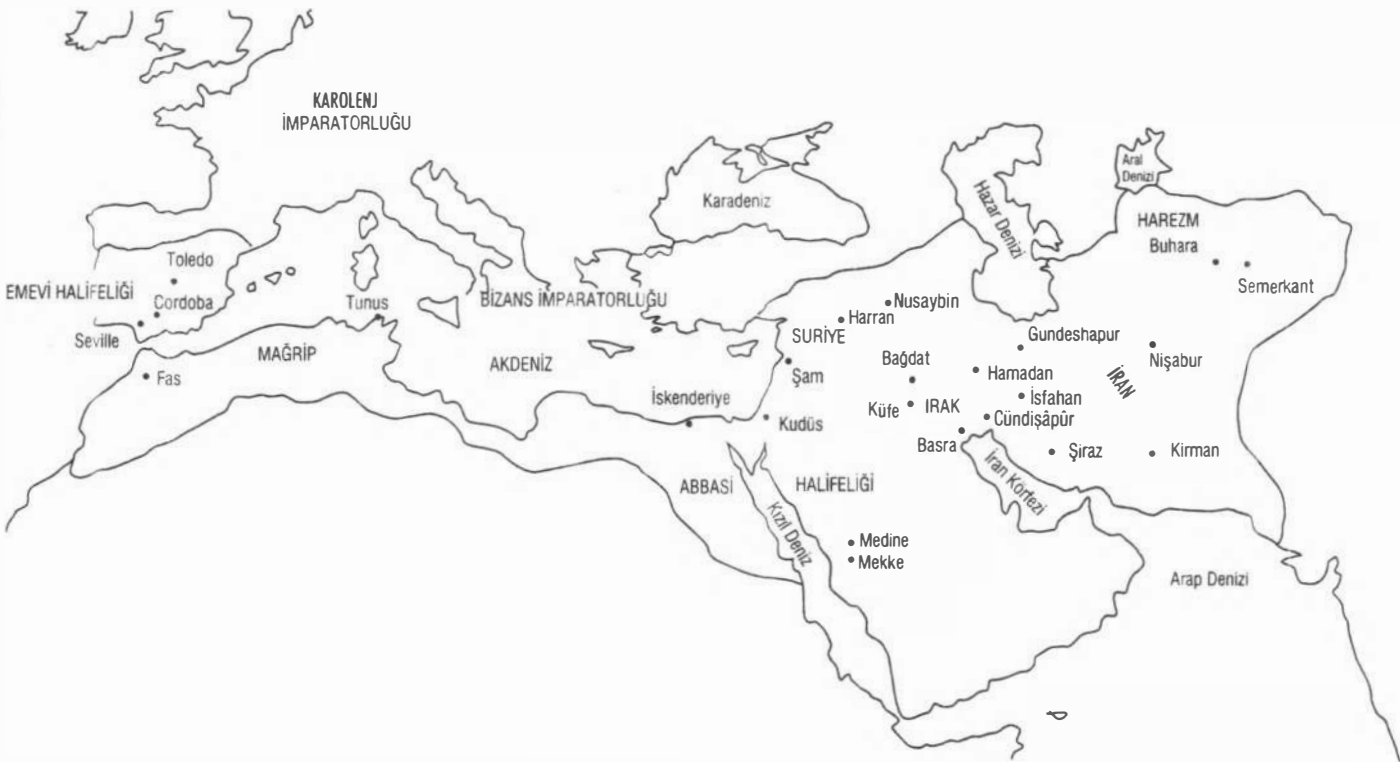 KAROLENJ
İMPARATORLUĞU
Karadeniz
Hazar Denizi
Aral
Denizi
HAREZM
Buhara
Semerkant
Toledo
EMEVİ HALİFELİĞİ
Cordoba
Seville
Tunus
BİZANS İMPARATORLUĞU
Nusaybin
Harran
SURİYE
Gundeshapur
Nişabur
MAĞRİP
AKDENİZ
Bağdat
Hamadan
İRAN
Fas
Şam
İskenderiye
Kudüs
Küfe
IRAK
İsfahan
Cündişâpûr
Basra
Şiraz
Kirman
İran Körfezi
ABBASİ
HALİFELİĞİ
Kızıl Deniz
Medine
Mekke
Arap Denizi